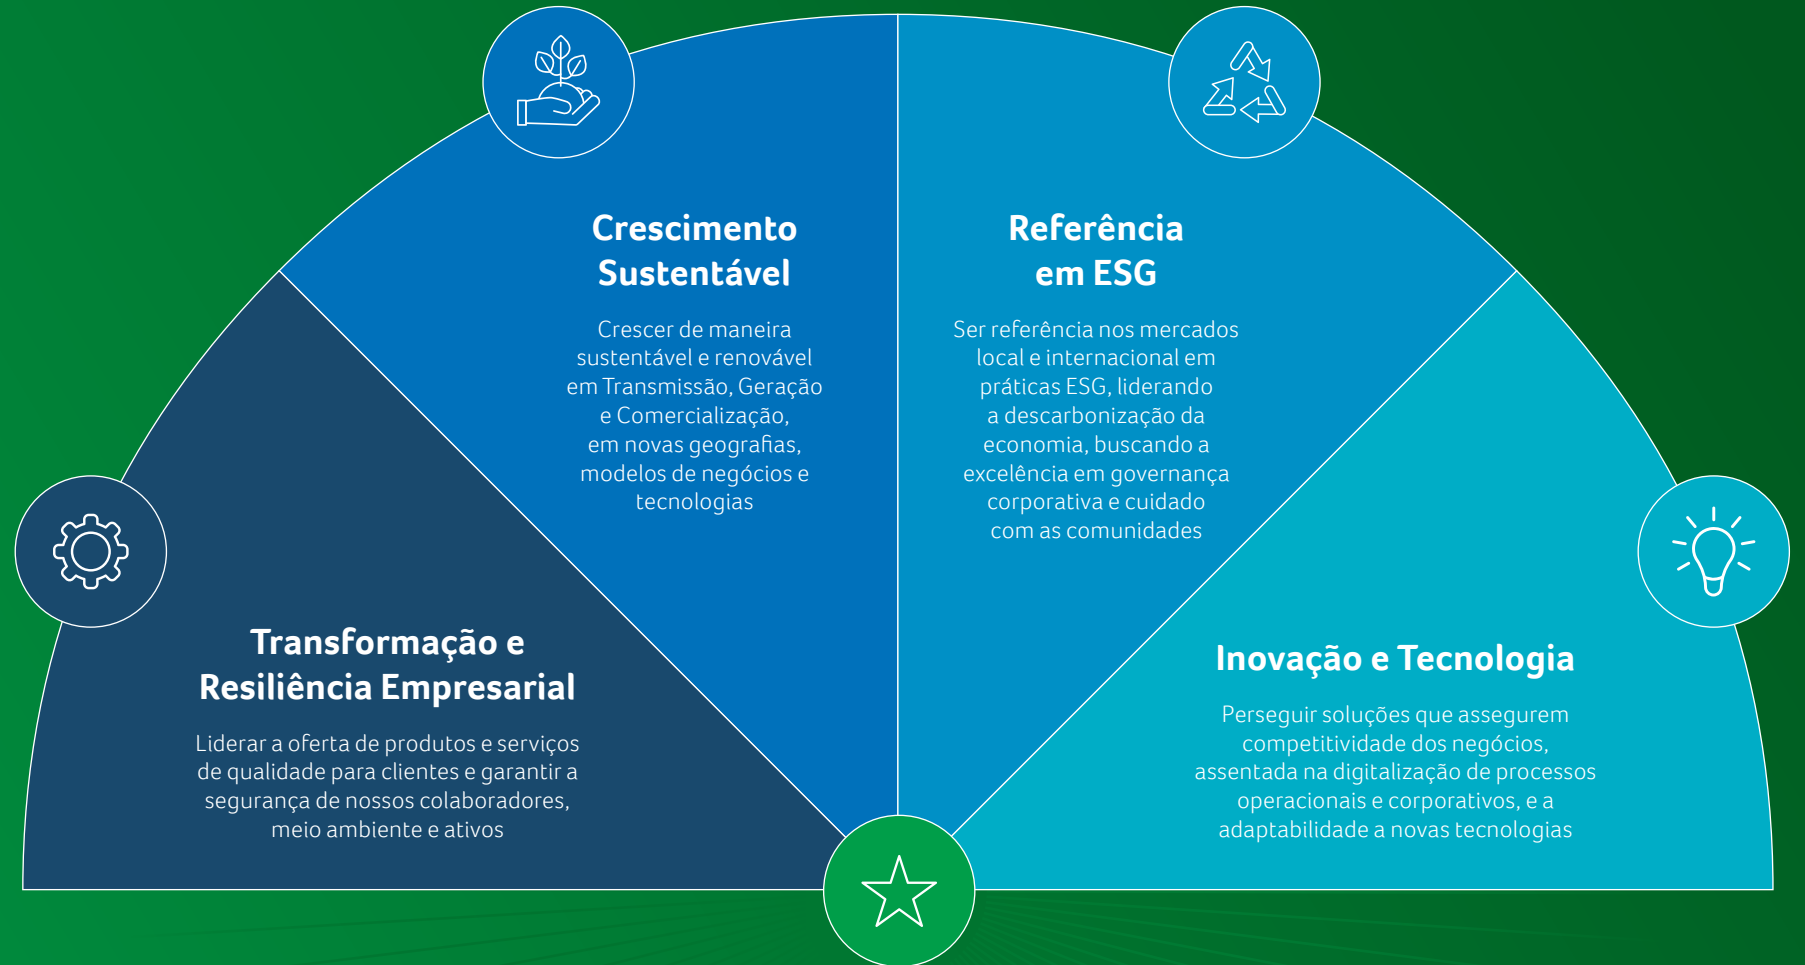 Crescimento
Sustentável
Crescer de maneira
sustentável e renovável
em Transmissão, Geração
e Comercialização,
em novas geografias,
modelos de negócios e
tecnologias
Referência
em ESG
Ser referência nos mercados
local e internacional em
práticas ESG, liderando
a descarbonização da
economia, buscando a
excelência em governança
corporativa e cuidado
com as comunidades
Transformação e
Resiliência Empresarial
Liderar a oferta de produtos e serviços
de qualidade para clientes e garantir a
segurança de nossos colaboradores,
meio ambiente e ativos
Inovação e Tecnologia
Perseguir soluções que assegurem
competitividade dos negócios,
assentada na digitalização de processos
operacionais e corporativos, e a
adaptabilidade a novas tecnologias